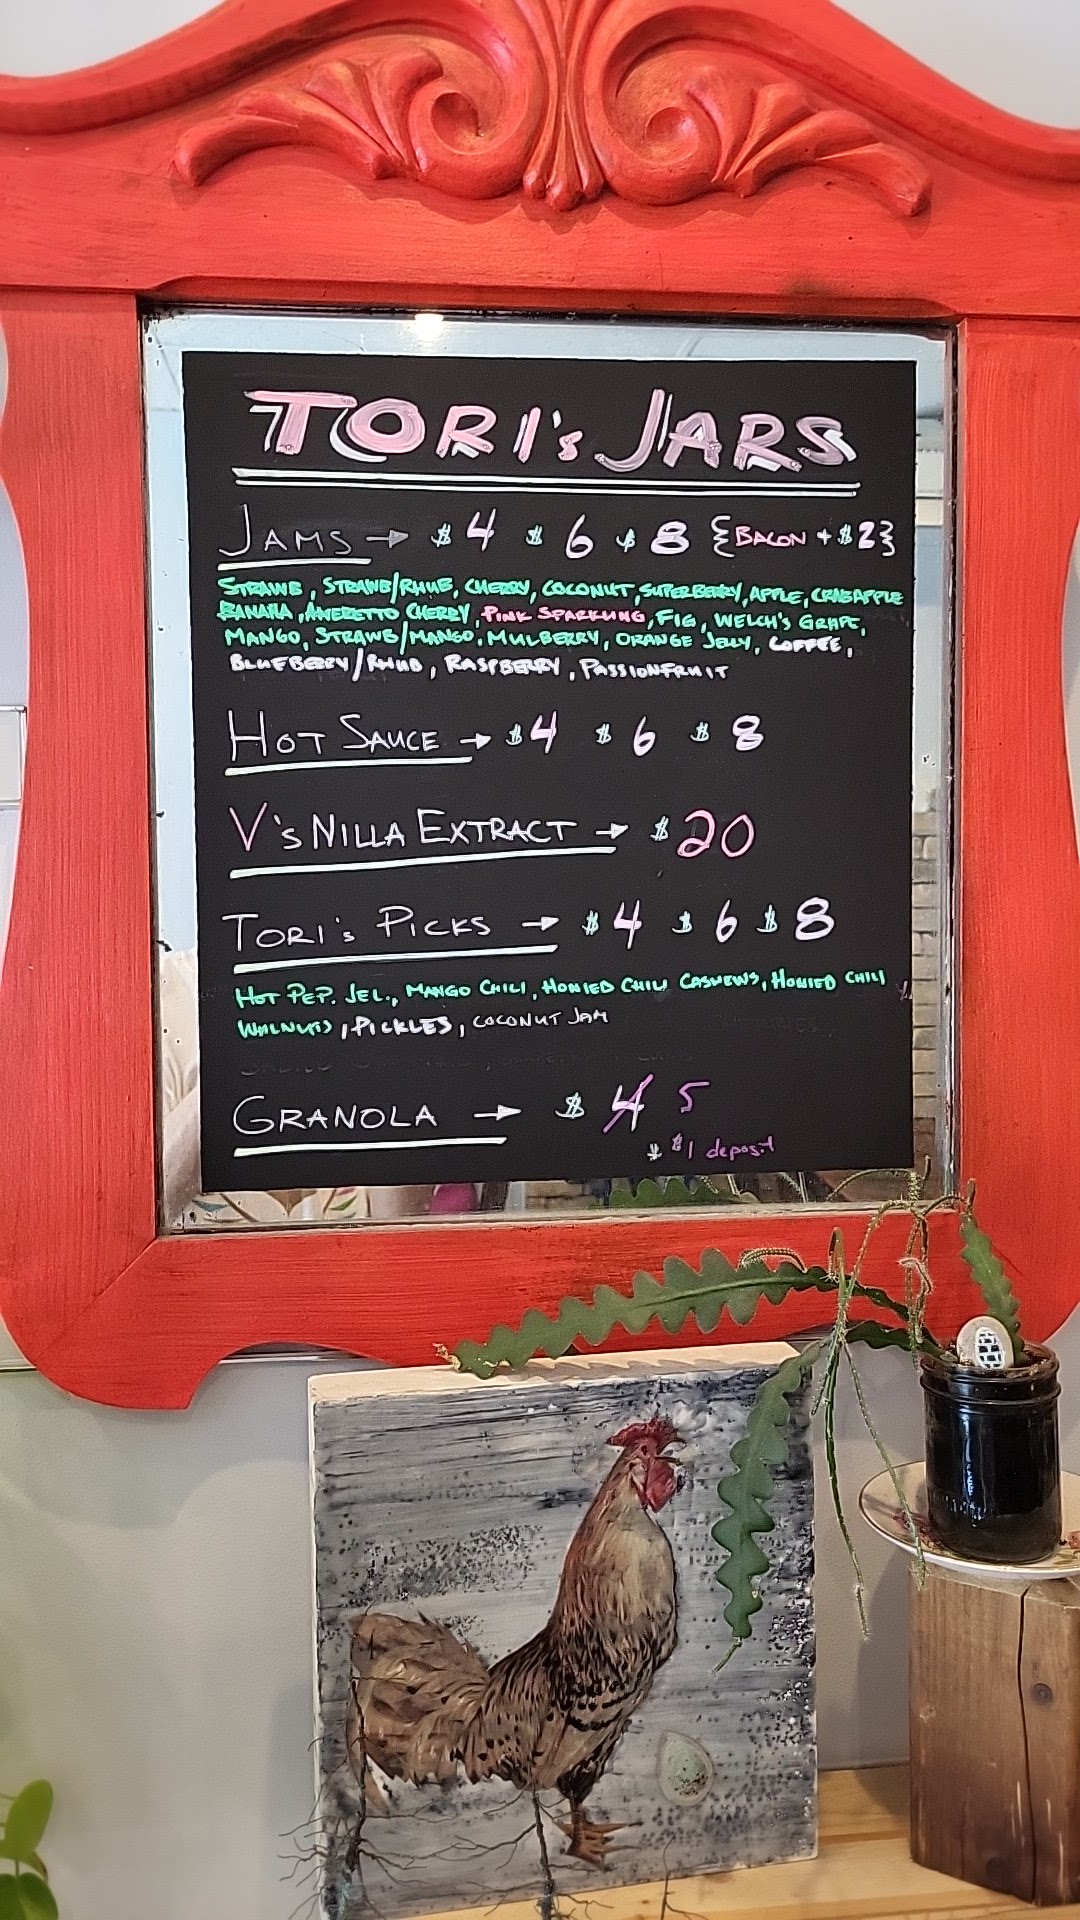 TORI's JARS
JAMS → $4 $6 $8 {BACON + $2}
STRAWB, STRAWB/RHUB, CHERRY, COCONUT, SUPERBERRY, APPLE, CRABAPPLE
BANANA, AMERETTO CHERRY, PINK SPARKLING, FIG, WELCH'S GRAPE,
MANGO, STRAWB/MANGO, MULBERRY, ORANGE JELLY, COFFEE,
BLUEBERRY/RHUB, RASPBERRY, PASSIONFRUIT
HOT SAUCE → $4 $6 $8
V'S NILLA EXTRACT → $20
TORI's PICKS → $4 $6 $8
HOT PEP. JEL., MANGO CHILI, HONIED CHILI CASHEWS, HONIED CHILI
WALNUTS, PICKLES, COCONUT JAM
GRANOLA → $ 4 5
* $1 deposit